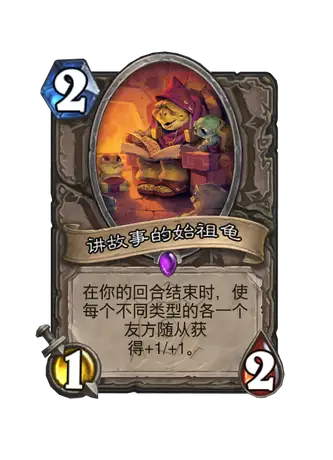 2
讲故事的始祖龟
在你的回合结束时，使
每个不同类型的各一个
友方随从获
得+1/+1。
1
2